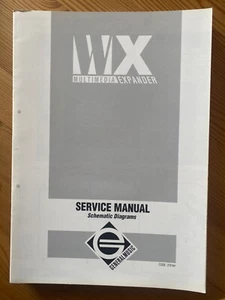 WX
MULTIMEDIA EXPANDER
SERVICE MANUAL
Schematic Diagrams
GENERALMUSIC